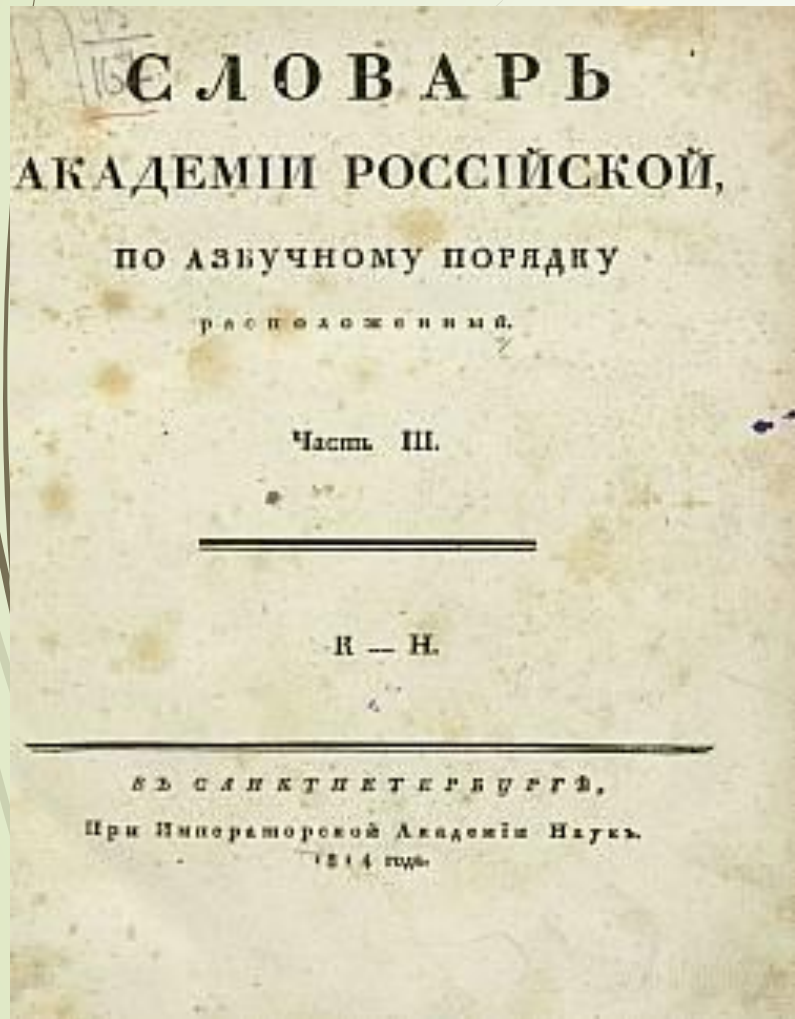 СЛОВАРЬ
АКАДЕМІИ РОССІЙСКОЙ,
ПО АЗБУЧНОМУ ПОРЯДКУ
расположенный.
Часть III.
К — Н.
ВЪ САНКТПЕТЕРБУРГѢ,
При Императорской Академіи Наукъ.
1814 года.